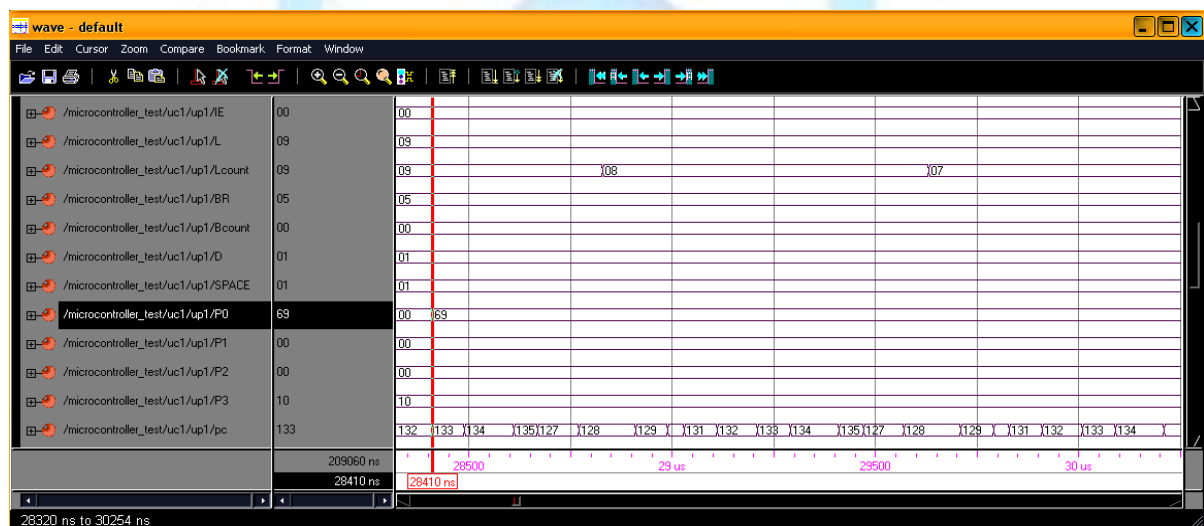 wave - default
File Edit Cursor Zoom Compare Bookmark Format Window
/microcontroller_test/uc1/up1/IE 00 00
/microcontroller_test/uc1/up1/L 09 09
/microcontroller_test/uc1/up1/Lcount 09 09 08 07
/microcontroller_test/uc1/up1/BR 05 05
/microcontroller_test/uc1/up1/Bcount 00 00
/microcontroller_test/uc1/up1/D 01 01
/microcontroller_test/uc1/up1/SPACE 01 01
/microcontroller_test/uc1/up1/P0 69 00 69
/microcontroller_test/uc1/up1/P1 00 00
/microcontroller_test/uc1/up1/P2 00 00
/microcontroller_test/uc1/up1/P3 10 10
/microcontroller_test/uc1/up1/pc 133 132 133 134 135 127 128 129 131 132 133 134 135 127 128 129 131 132 133 134
209060 ns 28500 29 us 29500 30 us
28410 ns 28410 ns
28320 ns to 30254 ns